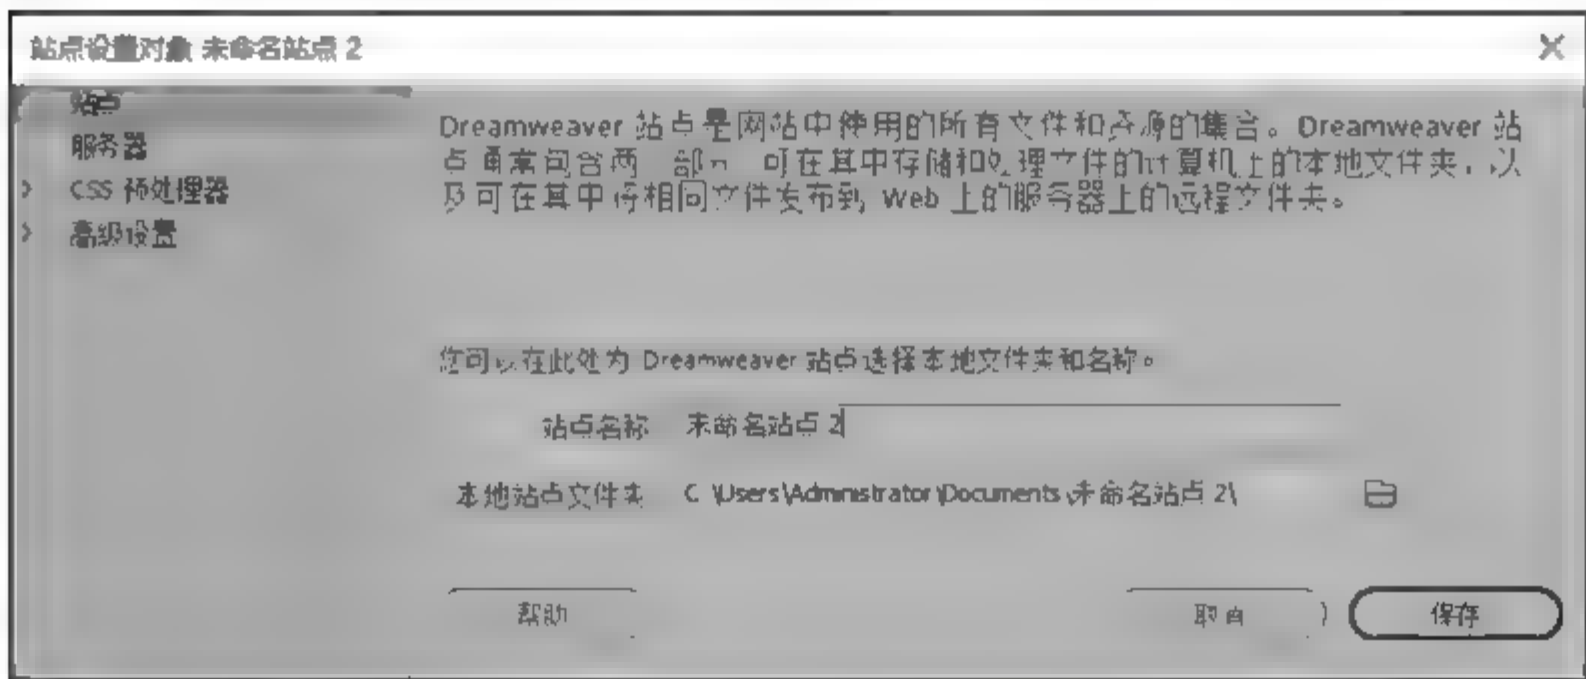 站点设置对象 未命名站点 2
站点
服务器
CSS 预处理器
高级设置
Dreamweaver 站点是网站中使用的所有文件和资源的集合。Dreamweaver 站
点通常包含两个部分：可在其中存储和处理文件的计算机上的本地文件夹，以
及可在其中将相同文件发布到 Web 上的服务器上的远程文件夹。
您可以在此处为 Dreamweaver 站点选择本地文件夹和名称。
站点名称 未命名站点 2
本地站点文件夹 C:\Users\Administrator\Documents\未命名站点 2\
帮助 取消 保存